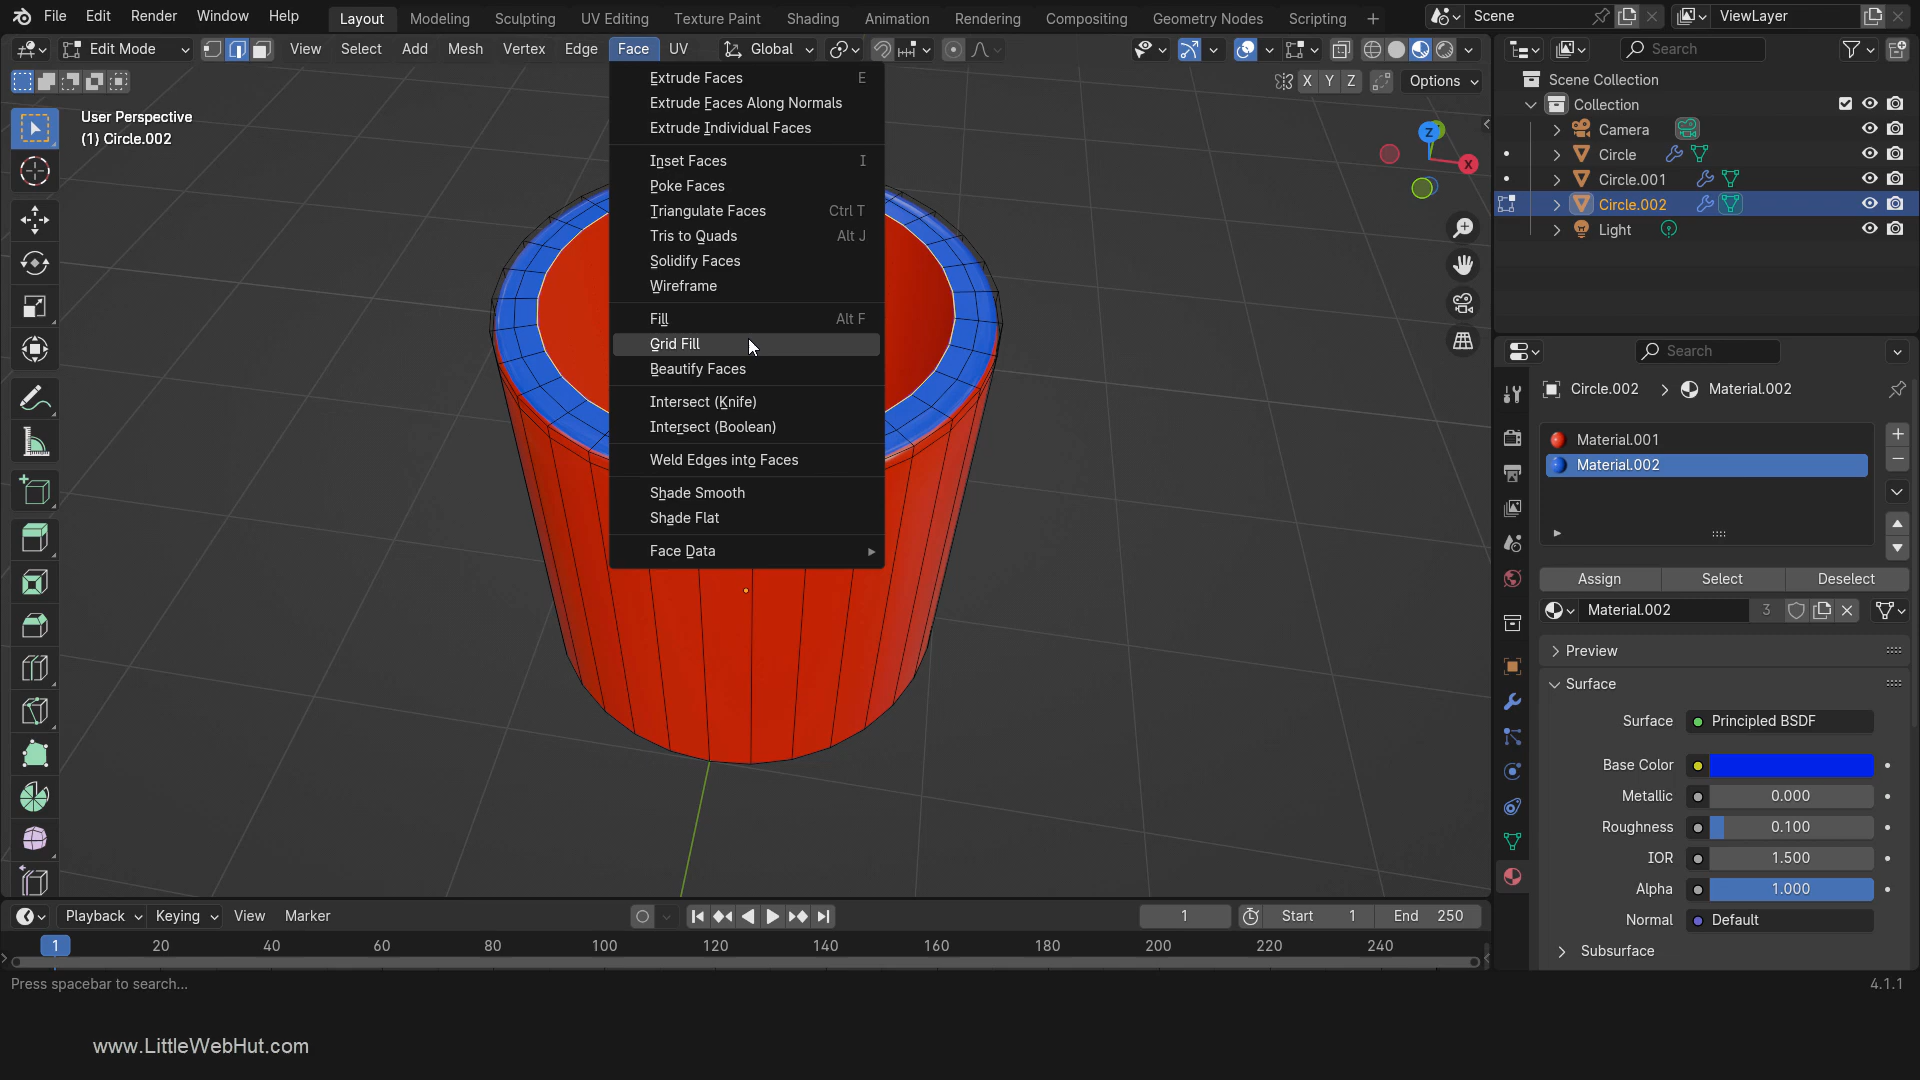 File Edit Render Window Help Layout Modeling Sculpting UV Editing Texture Paint Shading Animation Rendering Compositing Geometry Nodes Scripting + Scene ViewLayer
Edit Mode View Select Add Mesh Vertex Edge Face UV Global Search
X Y Z Options
User Perspective
(1) Circle.002
Extrude Faces E
Extrude Faces Along Normals
Extrude Individual Faces
Inset Faces I
Poke Faces
Triangulate Faces Ctrl T
Tris to Quads Alt J
Solidify Faces
Wireframe
Fill Alt F
Grid Fill
Beautify Faces
Intersect (Knife)
Intersect (Boolean)
Weld Edges into Faces
Shade Smooth
Shade Flat
Face Data
Z
X
Scene Collection
Collection
Camera
Circle
Circle.001
Circle.002
Light
Search
Circle.002 Material.002
Material.001
Material.002
Assign Select Deselect
Material.002 3
Preview
Surface
Surface Principled BSDF
Base Color
Metallic 0.000
Roughness 0.100
IOR 1.500
Alpha 1.000
Normal Default
Subsurface
Playback Keying View Marker 1 Start 1 End 250
1 20 40 60 80 100 120 140 160 180 200 220 240
Press spacebar to search... 4.1.1
www.LittleWebHut.com